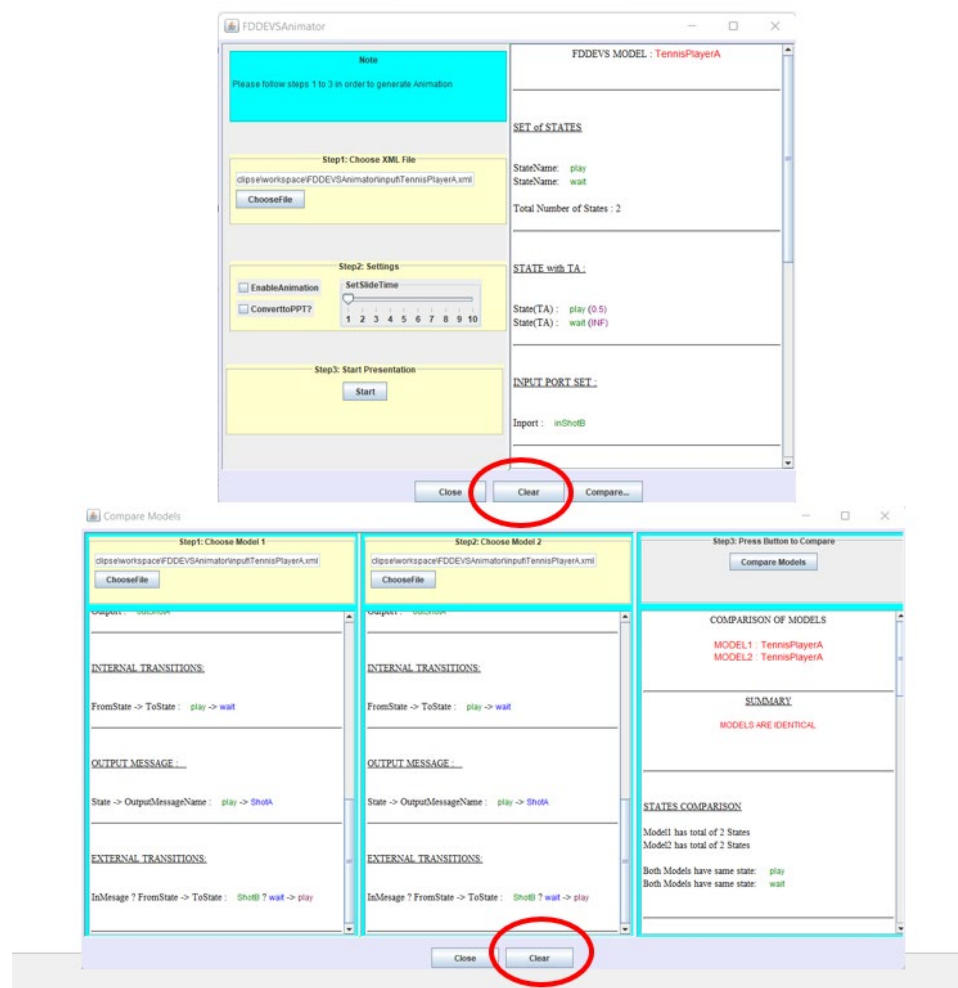 FDDEVSAnimator
Note
Please follow steps 1 to 3 in order to generate Animation
Step1: Choose XML File
clipse\workspace\FDDEVSAnimator\input\TennisPlayerA.xml
ChooseFile
Step2: Settings
EnableAnimation
ConverttoPPT?
SetSlideTime
1 2 3 4 5 6 7 8 9 10
Step3: Start Presentation
Start
FDDEVS MODEL : TennisPlayerA
SET of STATES
StateName: play
StateName: wait
Total Number of States : 2
STATE with TA :
State(TA) : play (0.5)
State(TA) : wait (INF)
INPUT PORT SET :
Inport : inShotB
Close
Clear
Compare...
Compare Models
Step1: Choose Model 1
clipse\workspace\FDDEVSAnimator\input\TennisPlayerA.xml
ChooseFile
Outport : outShotA
INTERNAL TRANSITIONS:
FromState -> ToState : play -> wait
OUTPUT MESSAGE :
State -> OutputMessageName : play -> ShotA
EXTERNAL TRANSITIONS:
InMesage ? FromState -> ToState : ShotB ? wait -> play
Step2: Choose Model 2
clipse\workspace\FDDEVSAnimator\input\TennisPlayerA.xml
ChooseFile
Outport : outShotA
INTERNAL TRANSITIONS:
FromState -> ToState : play -> wait
OUTPUT MESSAGE :
State -> OutputMessageName : play -> ShotA
EXTERNAL TRANSITIONS:
InMesage ? FromState -> ToState : ShotB ? wait -> play
Step3: Press Button to Compare
Compare Models
COMPARISON OF MODELS
MODEL1 : TennisPlayerA
MODEL2 : TennisPlayerA
SUMMARY
MODELS ARE IDENTICAL
STATES COMPARISON
Model1 has total of 2 States
Model2 has total of 2 States
Both Models have same state: play
Both Models have same state: wait
Close
Clear